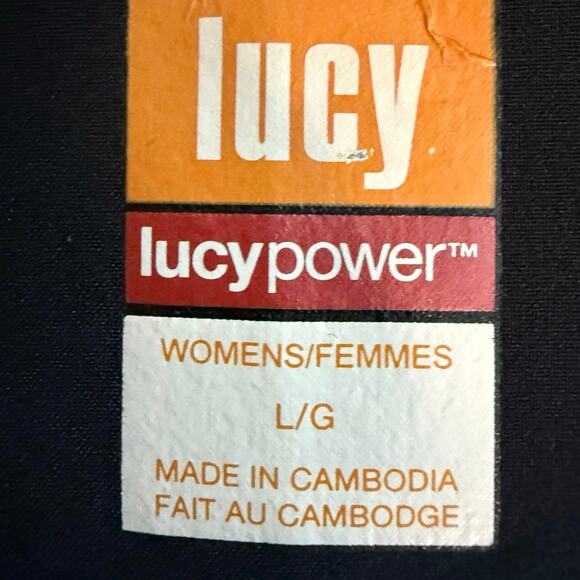 lucy
lucypower™
WOMENS/FEMMES
L/G
MADE IN CAMBODIA
FAIT AU CAMBODGE